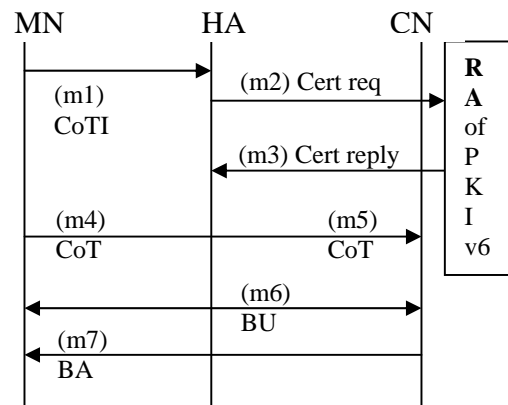 MN HA CN
(m1)
CoTI
(m2) Cert req
(m3) Cert reply
R
A
of
P
K
I
v6
(m4)
CoT
(m5)
CoT
(m6)
BU
(m7)
BA